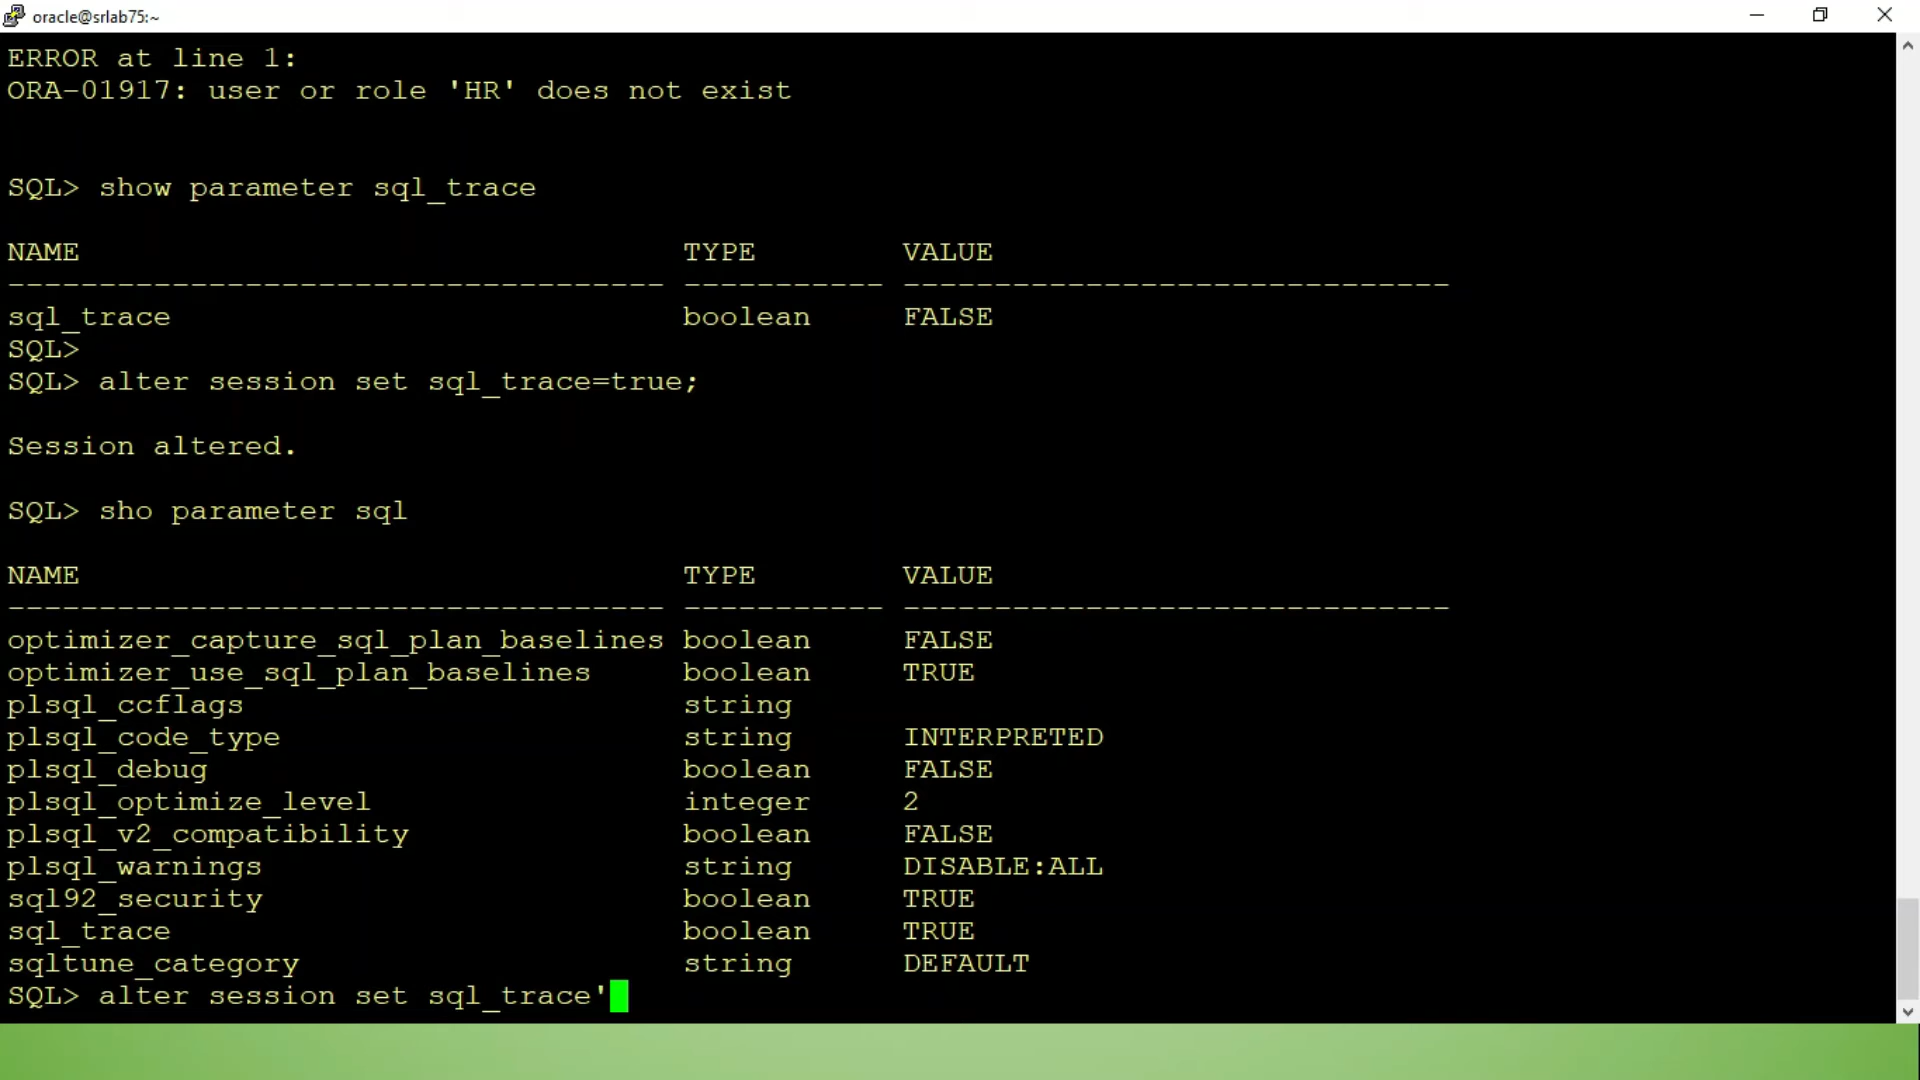 oracle@srlab75:~
ERROR at line 1:
ORA-01917: user or role 'HR' does not exist
SQL> show parameter sql_trace
NAME TYPE VALUE
------------------------------------ ----------- ------------------------------
sql_trace boolean FALSE
SQL>
SQL> alter session set sql_trace=true;
Session altered.
SQL> sho parameter sql
NAME TYPE VALUE
------------------------------------ ----------- ------------------------------
optimizer_capture_sql_plan_baselines boolean FALSE
optimizer_use_sql_plan_baselines boolean TRUE
plsql_ccflags string
plsql_code_type string INTERPRETED
plsql_debug boolean FALSE
plsql_optimize_level integer 2
plsql_v2_compatibility boolean FALSE
plsql_warnings string DISABLE:ALL
sql92_security boolean TRUE
sql_trace boolean TRUE
sqltune_category string DEFAULT
SQL> alter session set sql_trace'